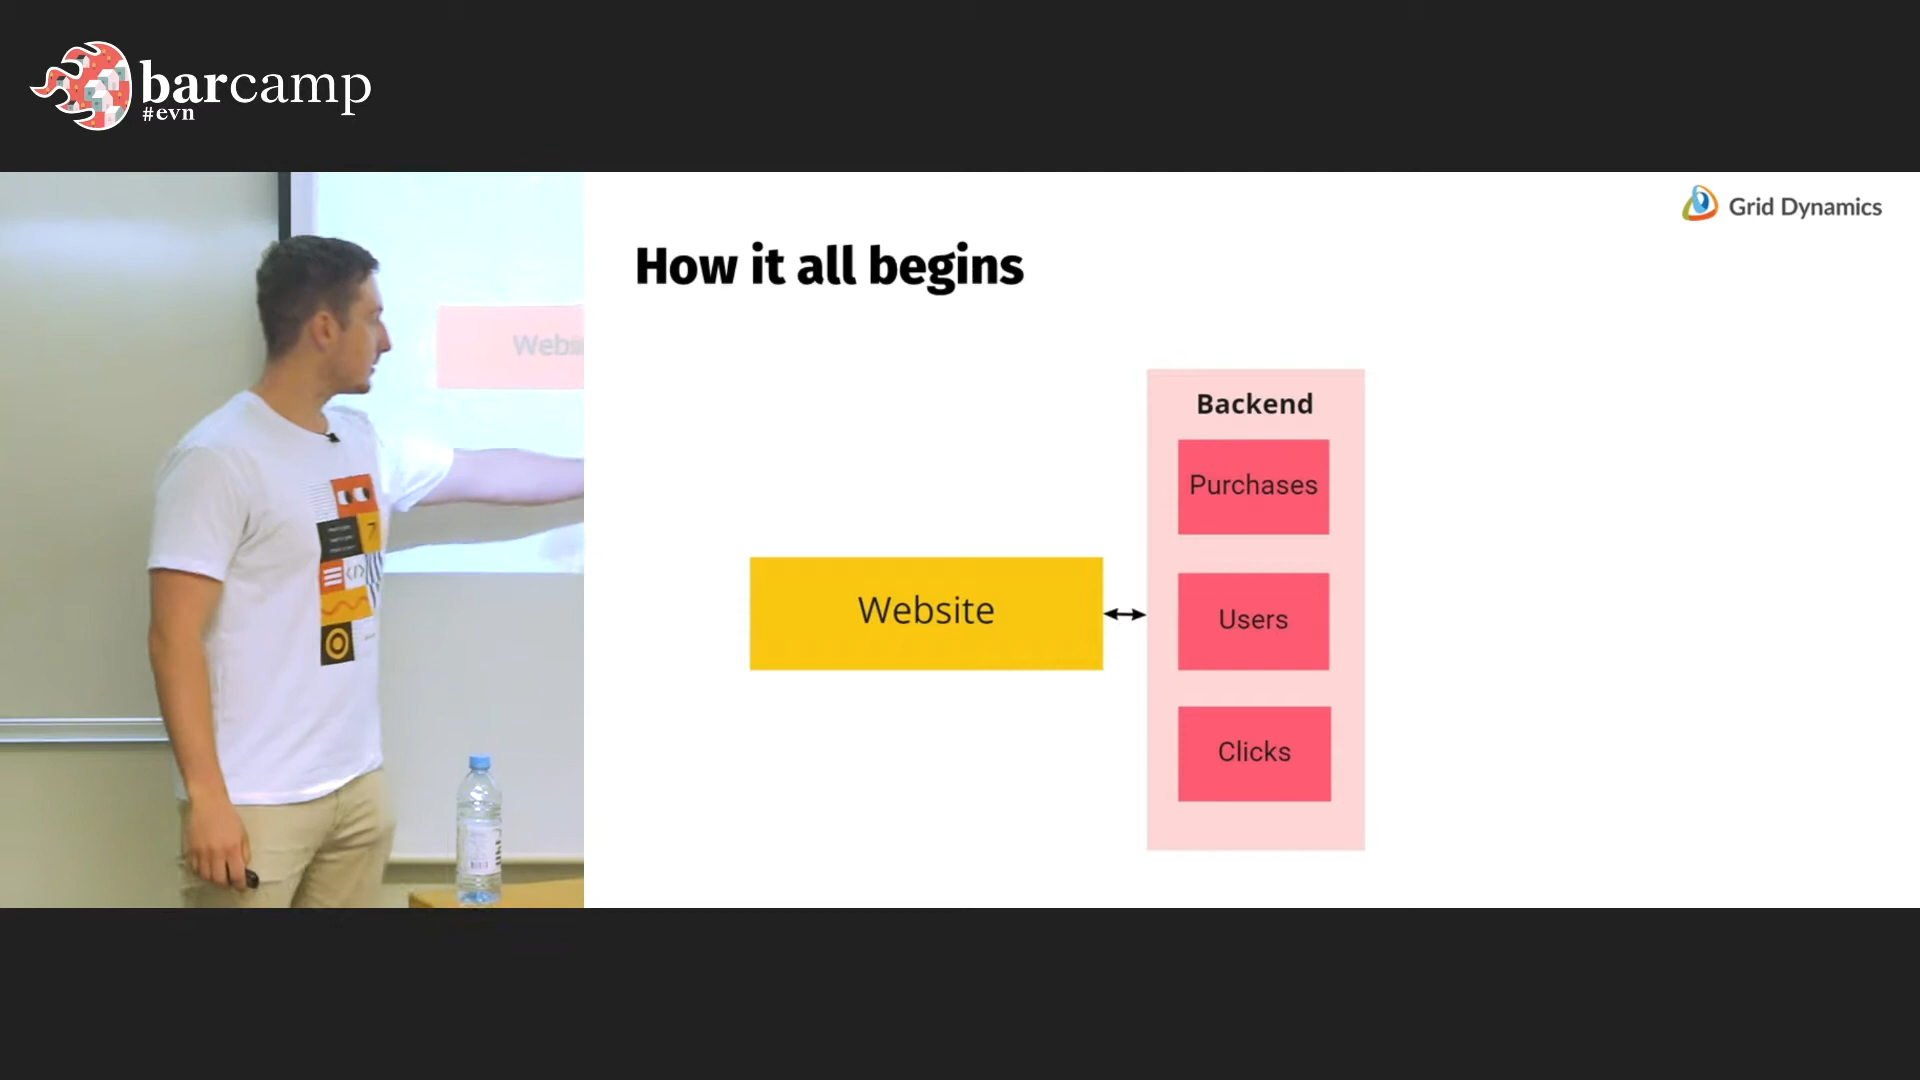 barcamp
#evn
Grid Dynamics
How it all begins
Backend
Purchases
Website
Users
Clicks